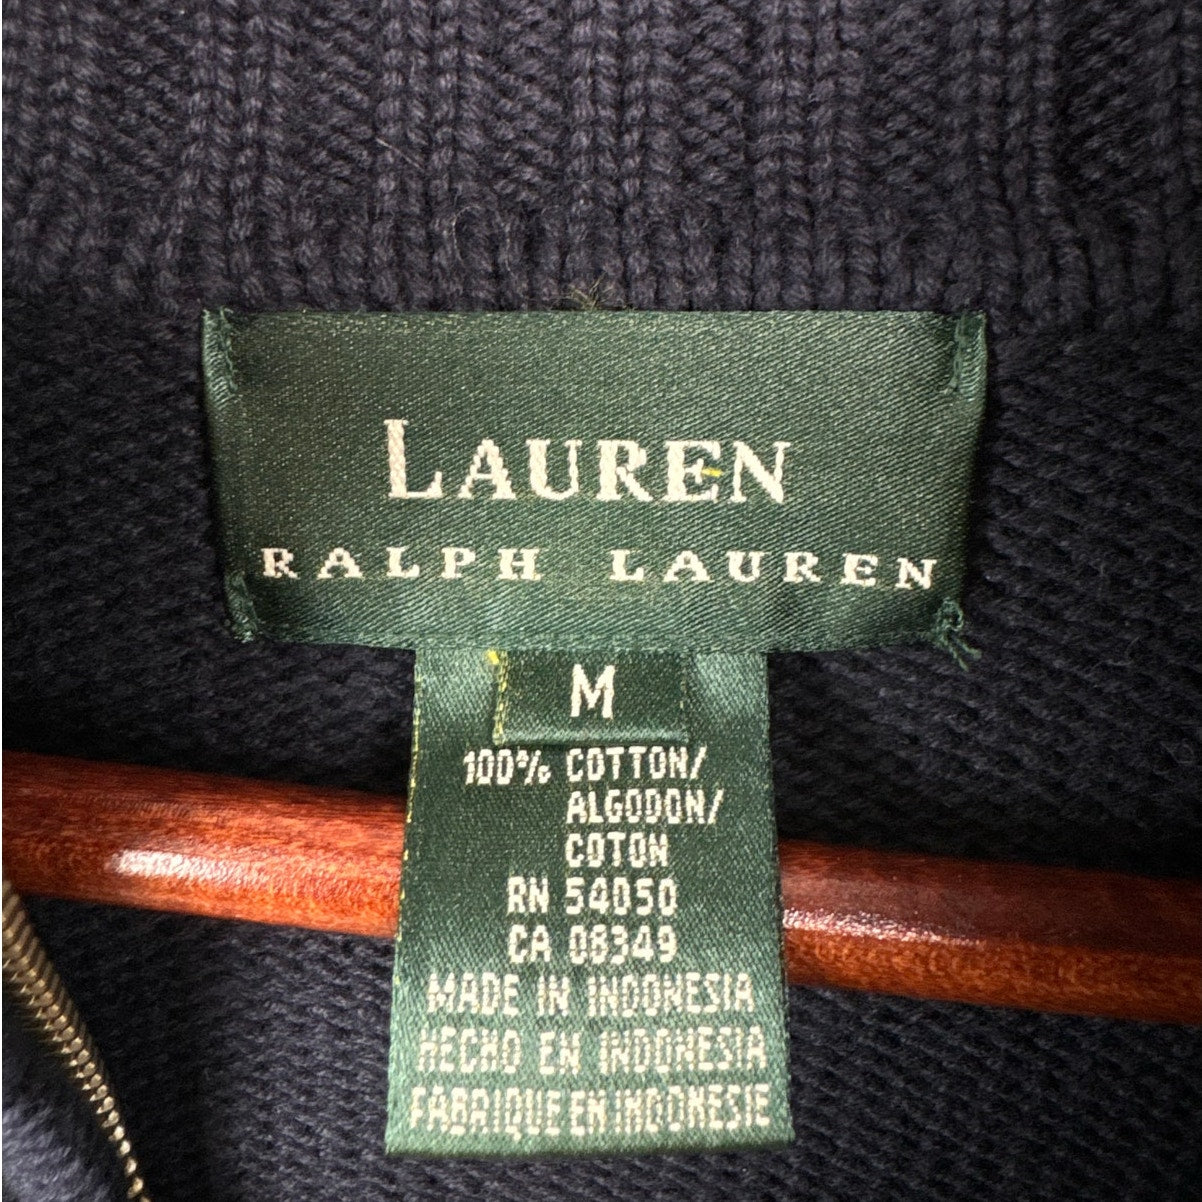 LAUREN
RALPH LAUREN
M
100% COTTON/
ALGODON/
COTON
RN 54050
CA 08349
MADE IN INDONESIA
HECHO EN INDONESIA
FABRIQUE EN INDONESIE